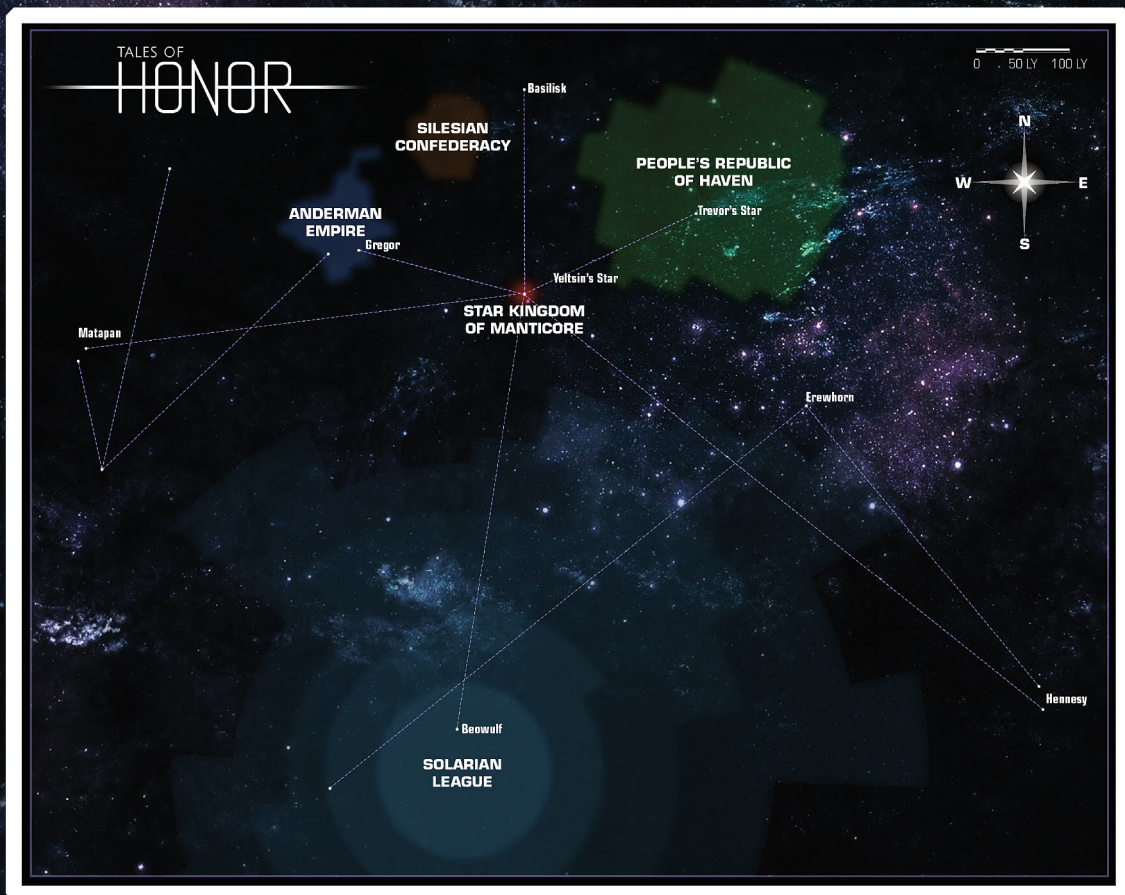 TALES OF
HONOR
0 50 LY 100 LY
Basilisk
N
SILESIAN
CONFEDERACY
PEOPLE'S REPUBLIC
OF HAVEN
W E
ANDERMAN
EMPIRE
Trevor's Star
Gregor
S
Yeltsin's Star
STAR KINGDOM
OF MANTICORE
Matapan
Erewhorn
Hennesy
Beowulf
SOLARIAN
LEAGUE